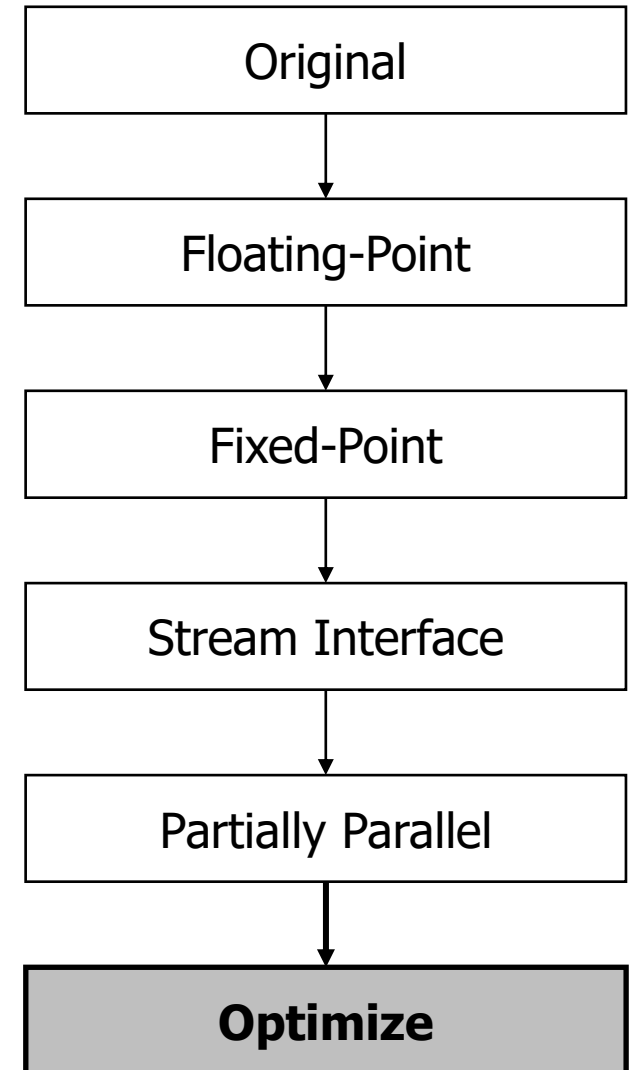 Original
Floating-Point
Fixed-Point
Stream Interface
Partially Parallel
Optimize